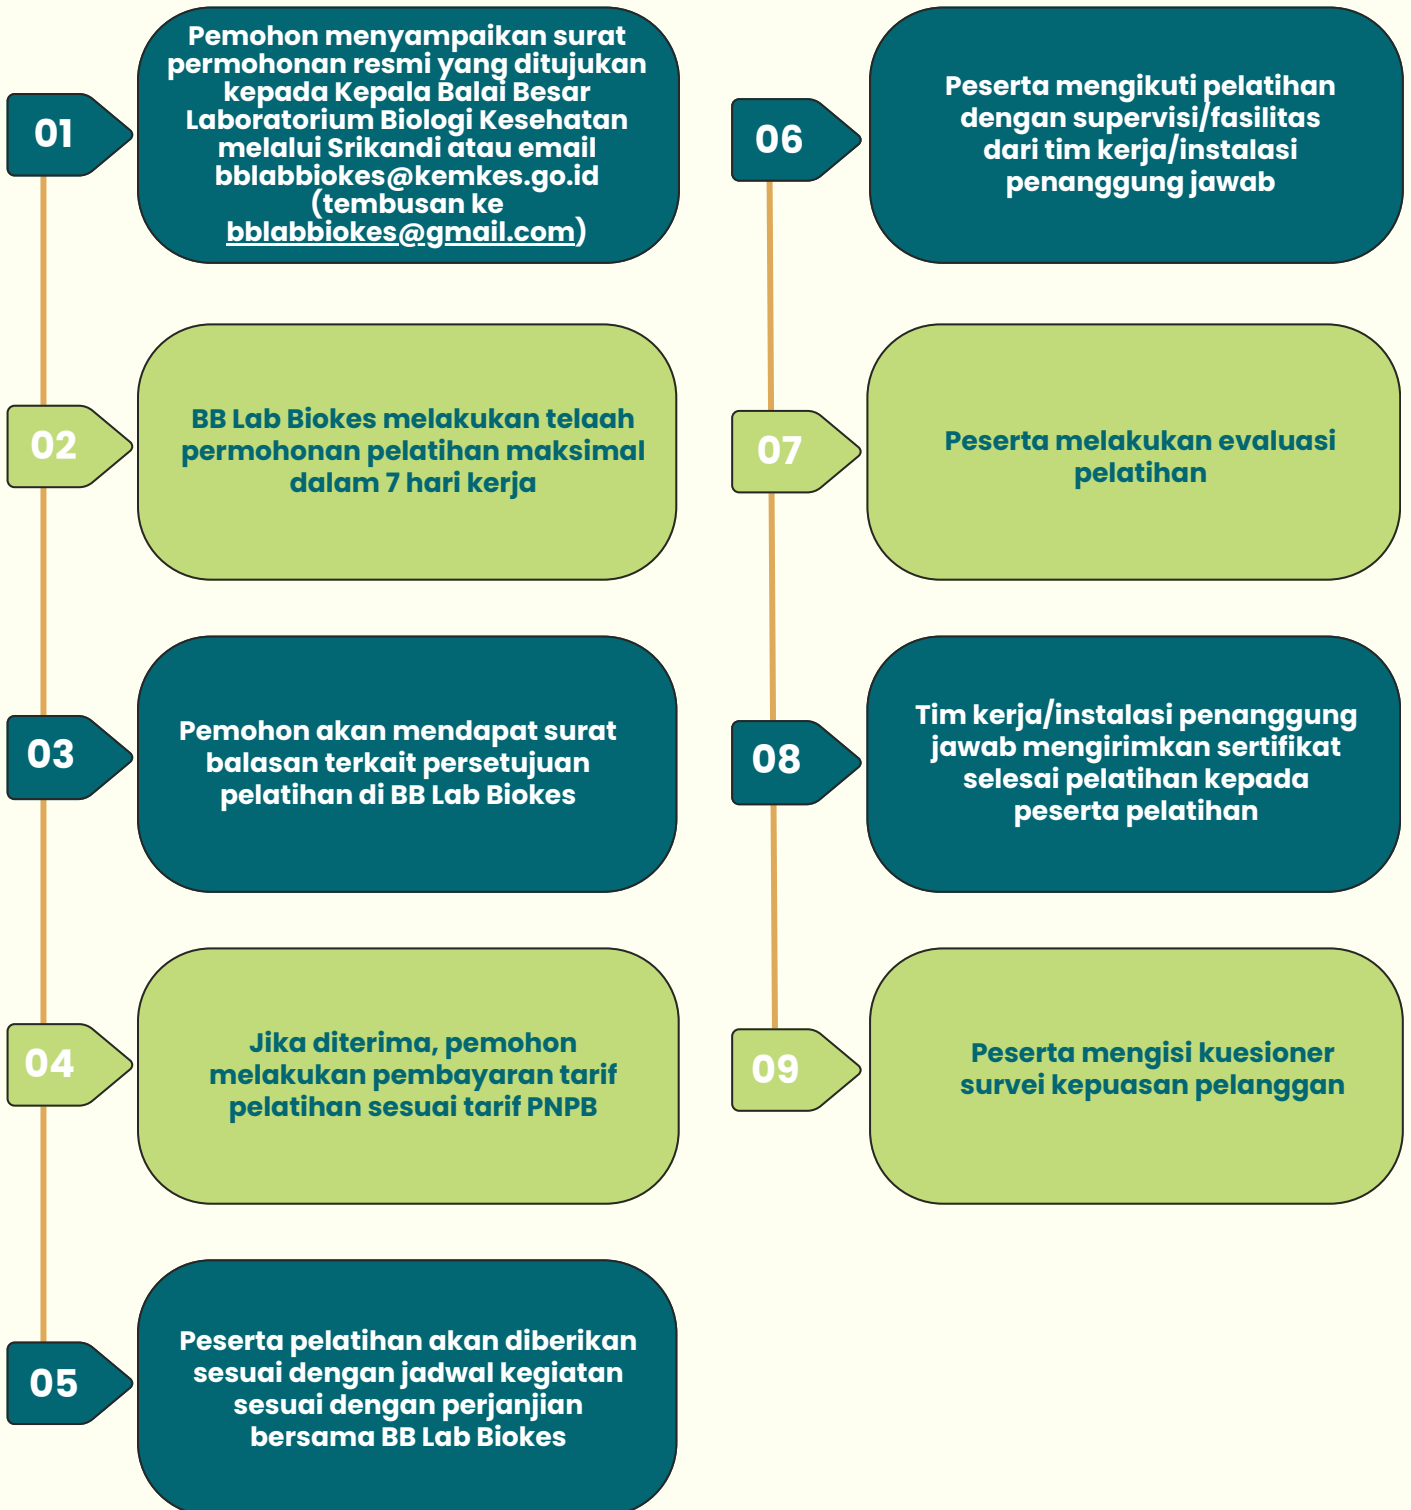 01
Pemohon menyampaikan surat
permohonan resmi yang ditujukan
kepada Kepala Balai Besar
Laboratorium Biologi Kesehatan
melalui Srikandi atau email
bblabbiokes@kemkes.go.id
(tembusan ke
bblabbiokes@gmail.com)
02
BB Lab Biokes melakukan telaah
permohonan pelatihan maksimal
dalam 7 hari kerja
03
Pemohon akan mendapat surat
balasan terkait persetujuan
pelatihan di BB Lab Biokes
04
Jika diterima, pemohon
melakukan pembayaran tarif
pelatihan sesuai tarif PNPB
05
Peserta pelatihan akan diberikan
sesuai dengan jadwal kegiatan
sesuai dengan perjanjian
bersama BB Lab Biokes
06
Peserta mengikuti pelatihan
dengan supervisi/fasilitas
dari tim kerja/instalasi
penanggung jawab
07
Peserta melakukan evaluasi
pelatihan
08
Tim kerja/instalasi penanggung
jawab mengirimkan sertifikat
selesai pelatihan kepada
peserta pelatihan
09
Peserta mengisi kuesioner
survei kepuasan pelanggan